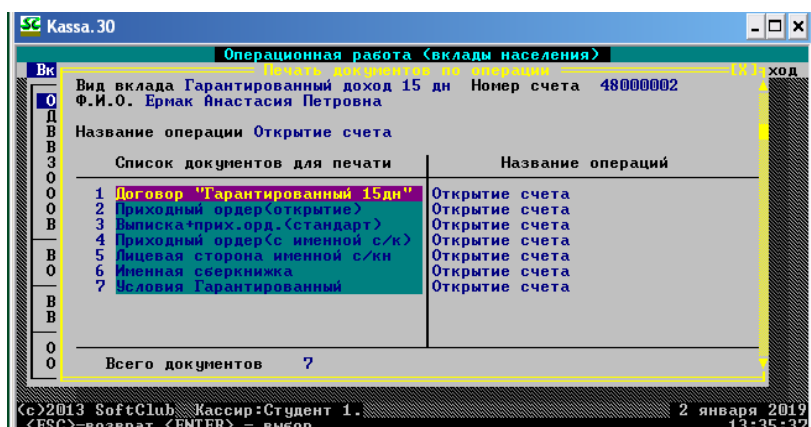 SC Kassa.30
Операционная работа (вклады населения)
Вк Печать документов по операции [X] ход
Вид вклада Гарантированный доход 15 дн Номер счета 48000002
Ф.И.О. Ермак Анастасия Петровна
Название операции Открытие счета
Список документов для печати Название операций
1 Договор "Гарантированный 15дн" Открытие счета
2 Приходный ордер(открытие) Открытие счета
3 Выписка+прих.орд.(стандарт) Открытие счета
4 Приходный ордер(с именной с/к) Открытие счета
5 Лицевая сторона именной с/кн Открытие счета
6 Именная сберкнижка Открытие счета
7 Условия Гарантированный Открытие счета
Всего документов 7
(c)2013 SoftClub Кассир:Студент 1. 2 января 2019
<ESC>-возврат <ENTER> - выбор 13:35:37